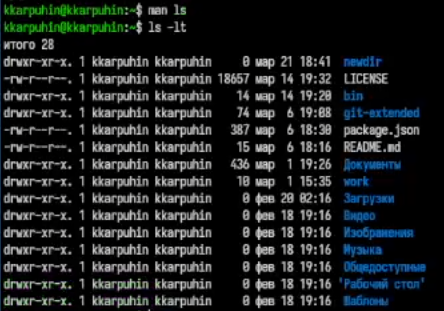 kkarpuhin@kkarpuhin:~$ man ls
kkarpuhin@kkarpuhin:~$ ls -lt
итого 28
drwxr-xr-x. 1 kkarpuhin kkarpuhin 0 мар 21 18:41 newdir
-rw-r--r--. 1 kkarpuhin kkarpuhin 18657 мар 14 19:32 LICENSE
drwxr-xr-x. 1 kkarpuhin kkarpuhin 14 мар 14 19:20 bin
drwxr-xr-x. 1 kkarpuhin kkarpuhin 74 мар 6 19:08 git-extended
-rw-r--r--. 1 kkarpuhin kkarpuhin 387 мар 6 18:30 package.json
-rw-r--r--. 1 kkarpuhin kkarpuhin 15 мар 6 18:16 README.md
drwxr-xr-x. 1 kkarpuhin kkarpuhin 436 мар 1 19:26 Документы
drwxr-xr-x. 1 kkarpuhin kkarpuhin 10 мар 1 15:35 work
drwxr-xr-x. 1 kkarpuhin kkarpuhin 0 фев 20 02:16 Загрузки
drwxr-xr-x. 1 kkarpuhin kkarpuhin 0 фев 18 19:16 Видео
drwxr-xr-x. 1 kkarpuhin kkarpuhin 0 фев 18 19:16 Изображения
drwxr-xr-x. 1 kkarpuhin kkarpuhin 0 фев 18 19:16 Музыка
drwxr-xr-x. 1 kkarpuhin kkarpuhin 0 фев 18 19:16 Общедоступные
drwxr-xr-x. 1 kkarpuhin kkarpuhin 0 фев 18 19:16 'Рабочий стол'
drwxr-xr-x. 1 kkarpuhin kkarpuhin 0 фев 18 19:16 Шаблоны